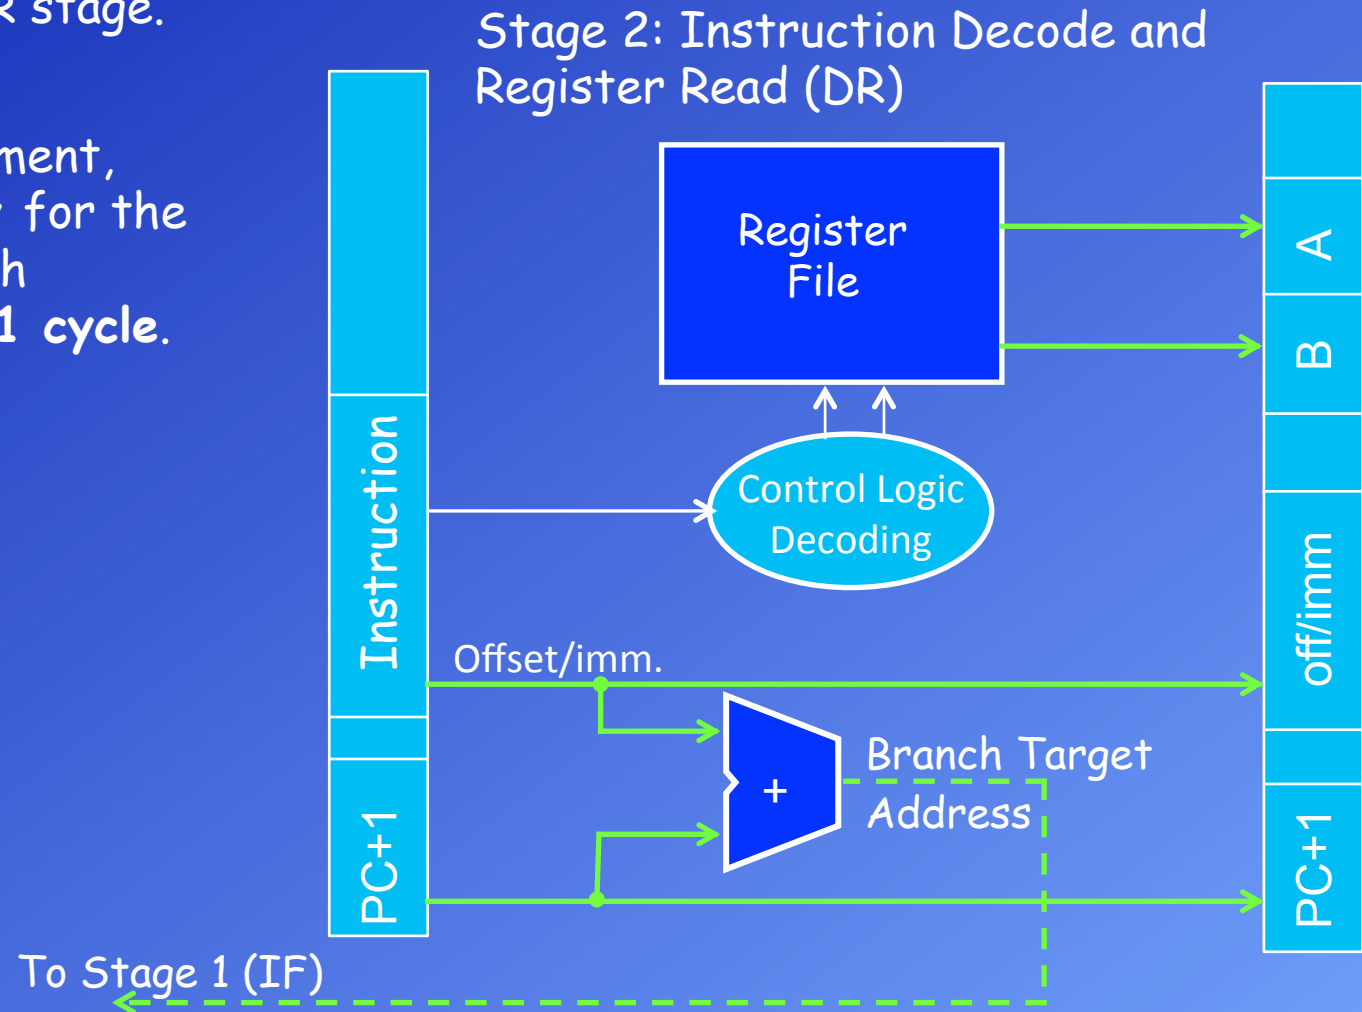 R stage.
ment,
for the
h
1 cycle.
Stage 2: Instruction Decode and
Register Read (DR)
Register
File
Control Logic
Decoding
Instruction
Offset/imm.
PC+1
+
Branch Target
Address
A
B
off/imm
PC+1
To Stage 1 (IF)